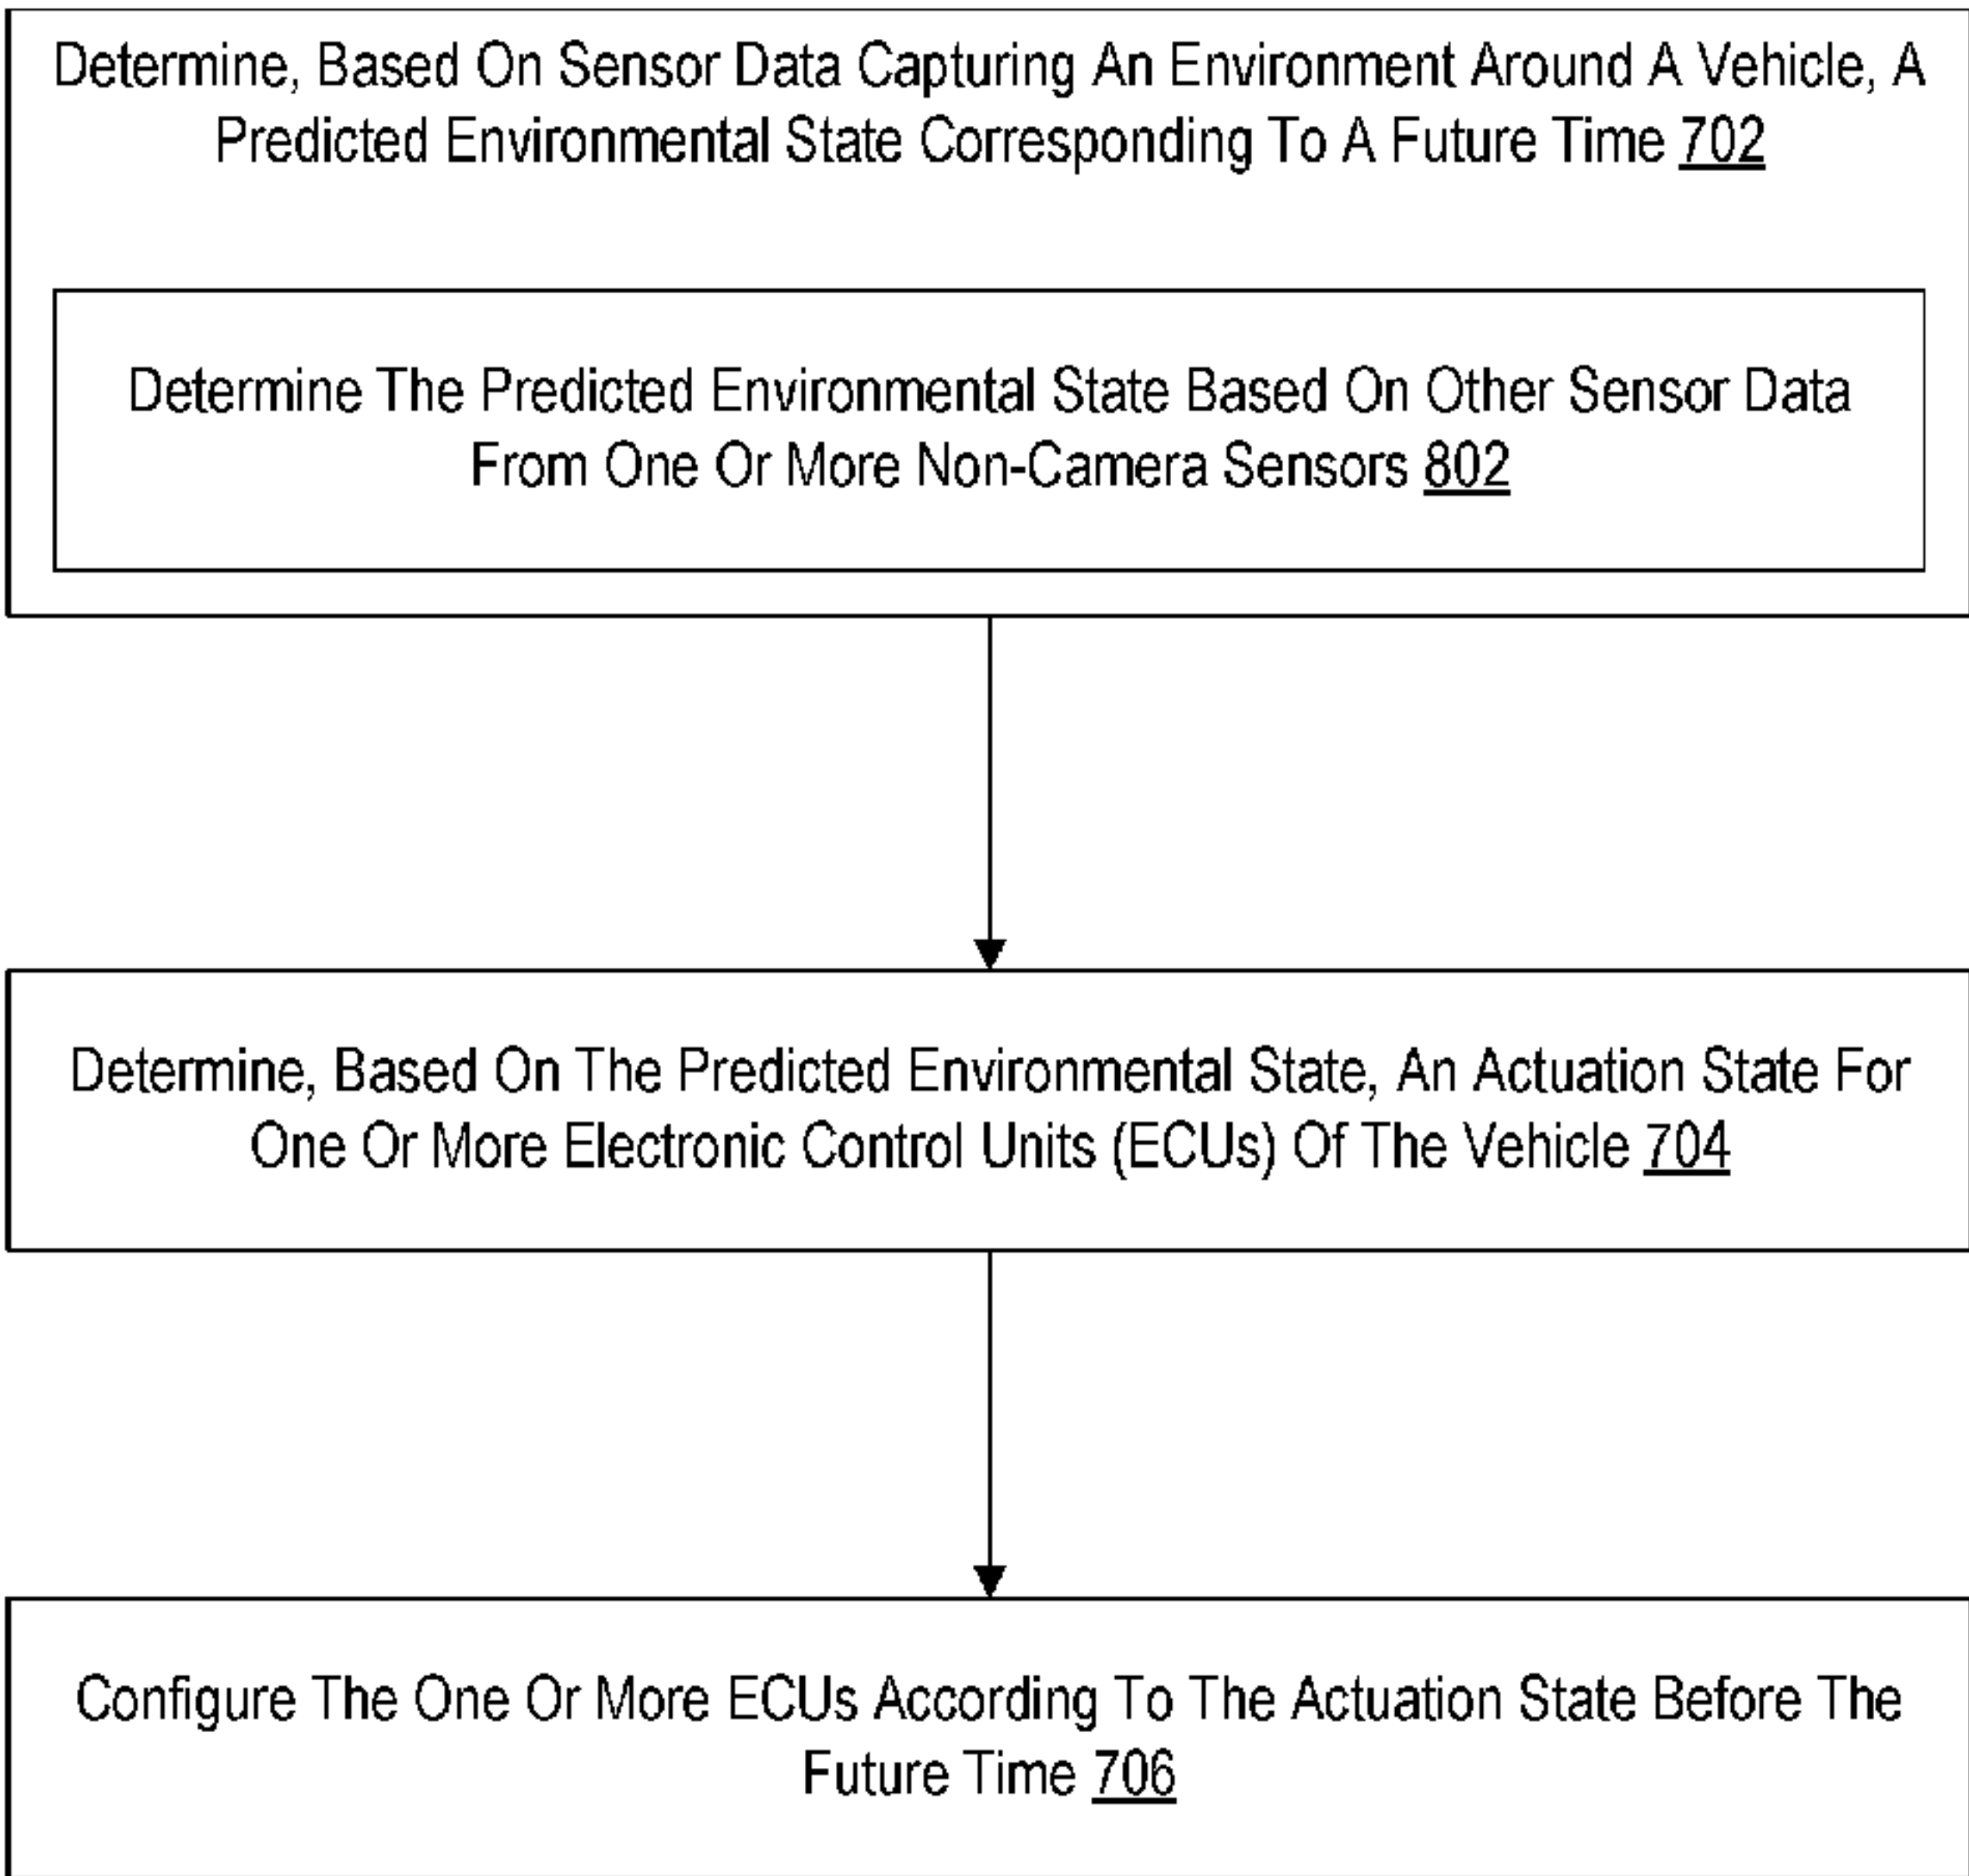 Determine, Based On Sensor Data Capturing An Environment Around A Vehicle, A
Predicted Environmental State Corresponding To A Future Time 702
Determine The Predicted Environmental State Based On Other Sensor Data
From One Or More Non-Camera Sensors 802
Determine, Based On The Predicted Environmental State, An Actuation State For
One Or More Electronic Control Units (ECUs) Of The Vehicle 704
Configure The One Or More ECUs According To The Actuation State Before The
Future Time 706